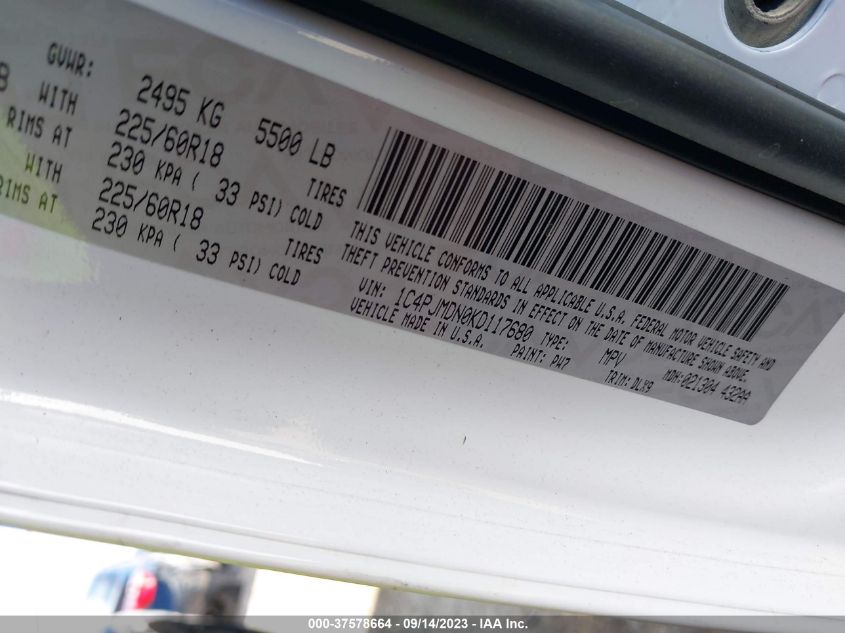 GVWR: 2495 KG 5500 LB
B WITH 225/60R18 TIRES
RIMS AT 230 KPA ( 33 PSI) COLD
WITH 225/60R18 TIRES
RIMS AT 230 KPA ( 33 PSI) COLD
THIS VEHICLE CONFORMS TO ALL APPLICABLE U.S.A. FEDERAL MOTOR VEHICLE SAFETY AND
THEFT PREVENTION STANDARDS IN EFFECT ON THE DATE OF MANUFACTURE SHOWN ABOVE.
VIN: 1C4PJMDN0KD117680 TYPE: MPV MDH:021304 432AA
VEHICLE MADE IN U.S.A. PAINT: PW7 TRIM:DLX9
000-37578664 - 09/14/2023 - IAA Inc.